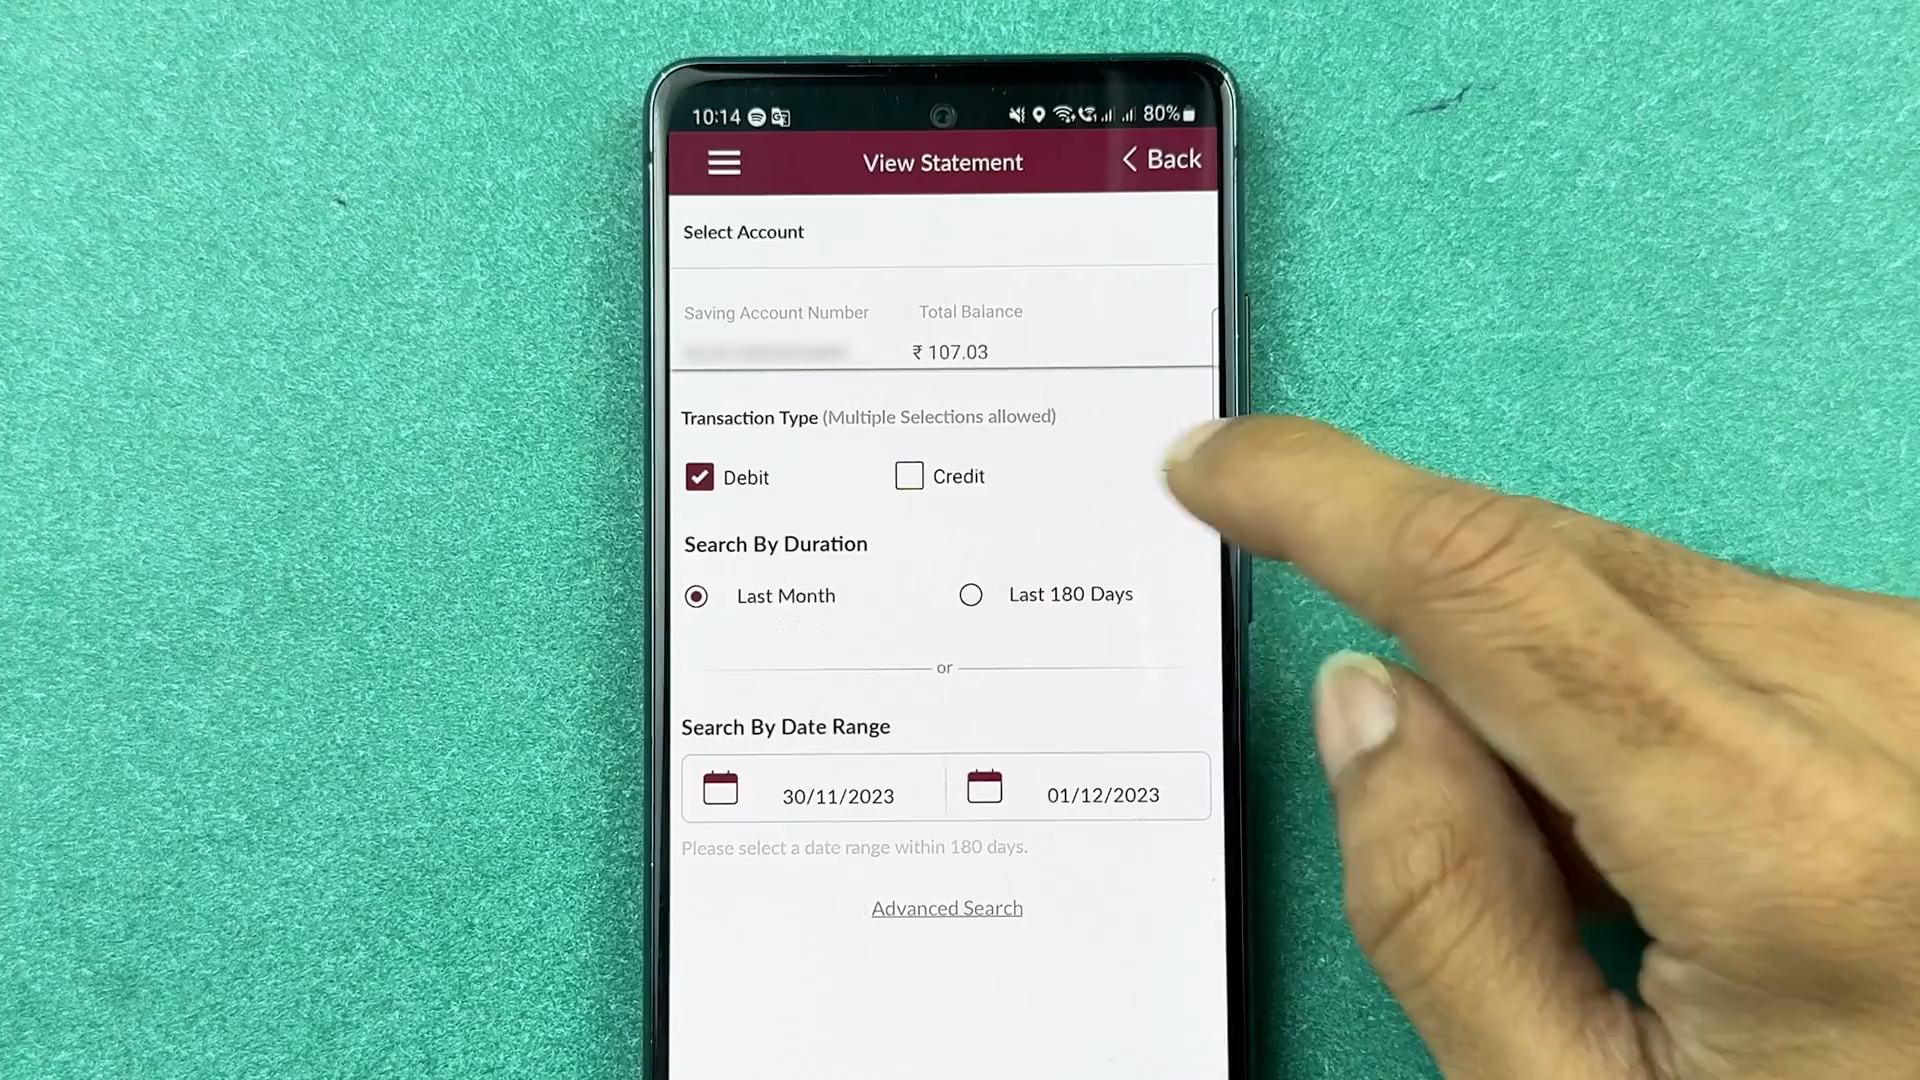 10:14 80%
View Statement < Back
Select Account
Saving Account Number Total Balance
₹ 107.03
Transaction Type (Multiple Selections allowed)
Debit Credit
Search By Duration
Last Month Last 180 Days
or
Search By Date Range
30/11/2023 01/12/2023
Please select a date range within 180 days.
Advanced Search